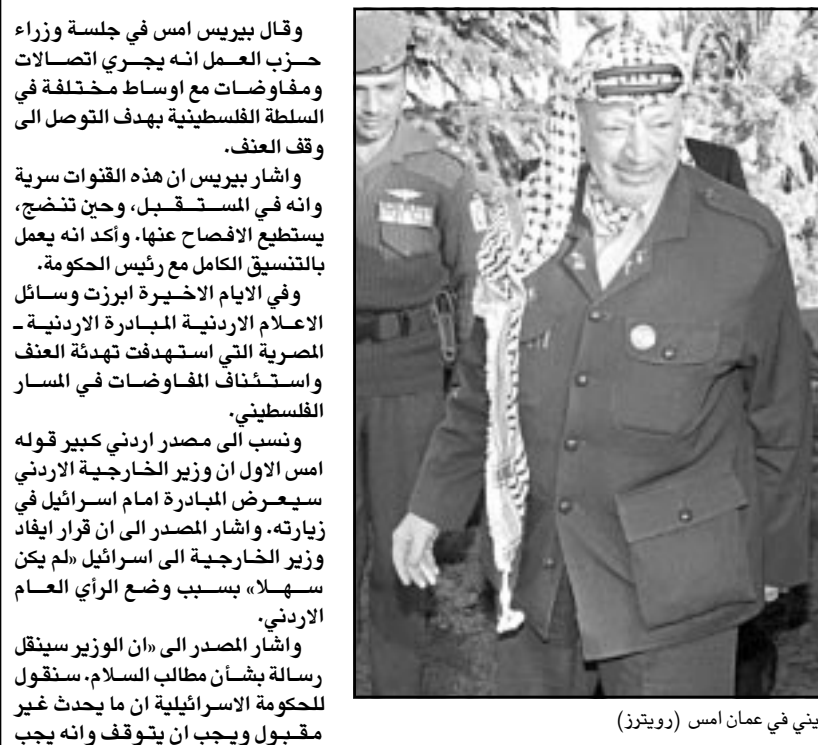 وقال بيريس امس في جلسة وزراء
حزب العمل انه يجري اتصالات
ومفاوضات مع اوساط مختلفة في
السلطة الفلسطينية بهدف التوصل الى
وقف العنف.
واشار بيريس ان هذه القنوات سرية
وانه في المستقبل، وحين تنضج،
يستطيع الافصاح عنها. وأكد انه يعمل
بالتنسيق الكامل مع رئيس الحكومة.
وفي الايام الاخيرة ابرزت وسائل
الاعلام الاردنية المبادرة الاردنية ـ
المصرية التي استهدفت تهدئة العنف
واستئناف المفاوضات في المسار
الفلسطيني.
ونسب الى مصدر اردني كبير قوله
امس الاول ان وزير الخارجية الاردني
سيعرض المبادرة امام اسرائيل في
زيارته. واشار المصدر الى ان قرار ايفاد
وزير الخارجية الى اسرائيل «لم يكن
سهلا» بسبب وضع الرأي العام
الاردني.
واشار المصدر الى «ان الوزير سينقل
رسالة بشأن مطالب السلام. سنقول
للحكومة الاسرائيلية ان ما يحدث غير
مقبول ويجب ان يتوقف وانه يجب
يني في عمان امس (رويترز)